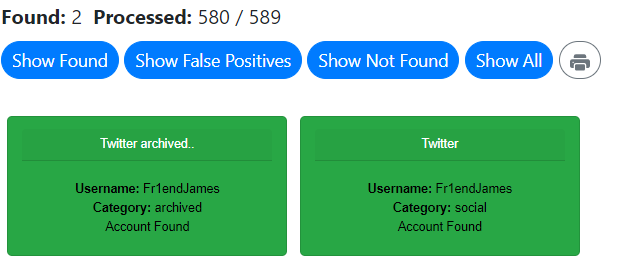 Found: 2 Processed: 580 / 589
Show Found Show False Positives Show Not Found Show All
Twitter archived..
Username: Fr1endJames
Category: archived
Account Found
Twitter
Username: Fr1endJames
Category: social
Account Found